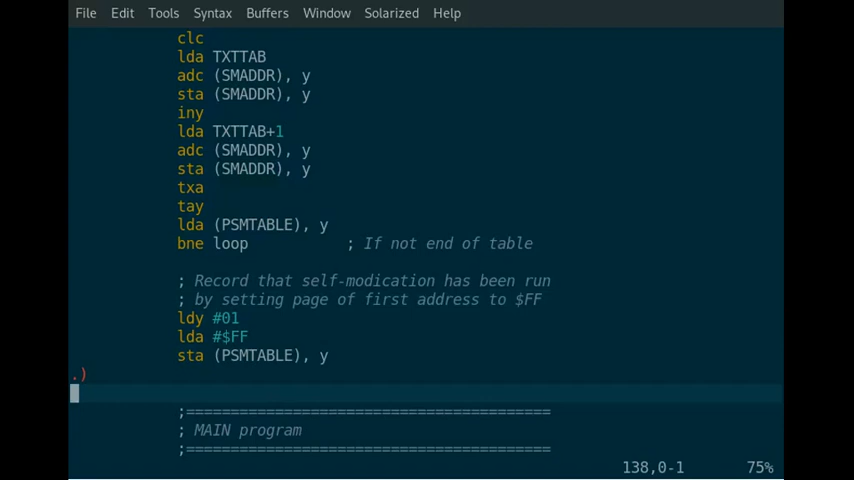 File Edit Tools Syntax Buffers Window Solarized Help
clc
lda TXTTAB
adc (SMADDR), y
sta (SMADDR), y
iny
lda TXTTAB+1
adc (SMADDR), y
sta (SMADDR), y
txa
tay
lda (PSMTABLE), y
bne loop ; If not end of table
; Record that self-modication has been run
; by setting page of first address to $FF
ldy #01
lda #$FF
sta (PSMTABLE), y
.)
;=========================================
; MAIN program
;=========================================
138,0-1 75%